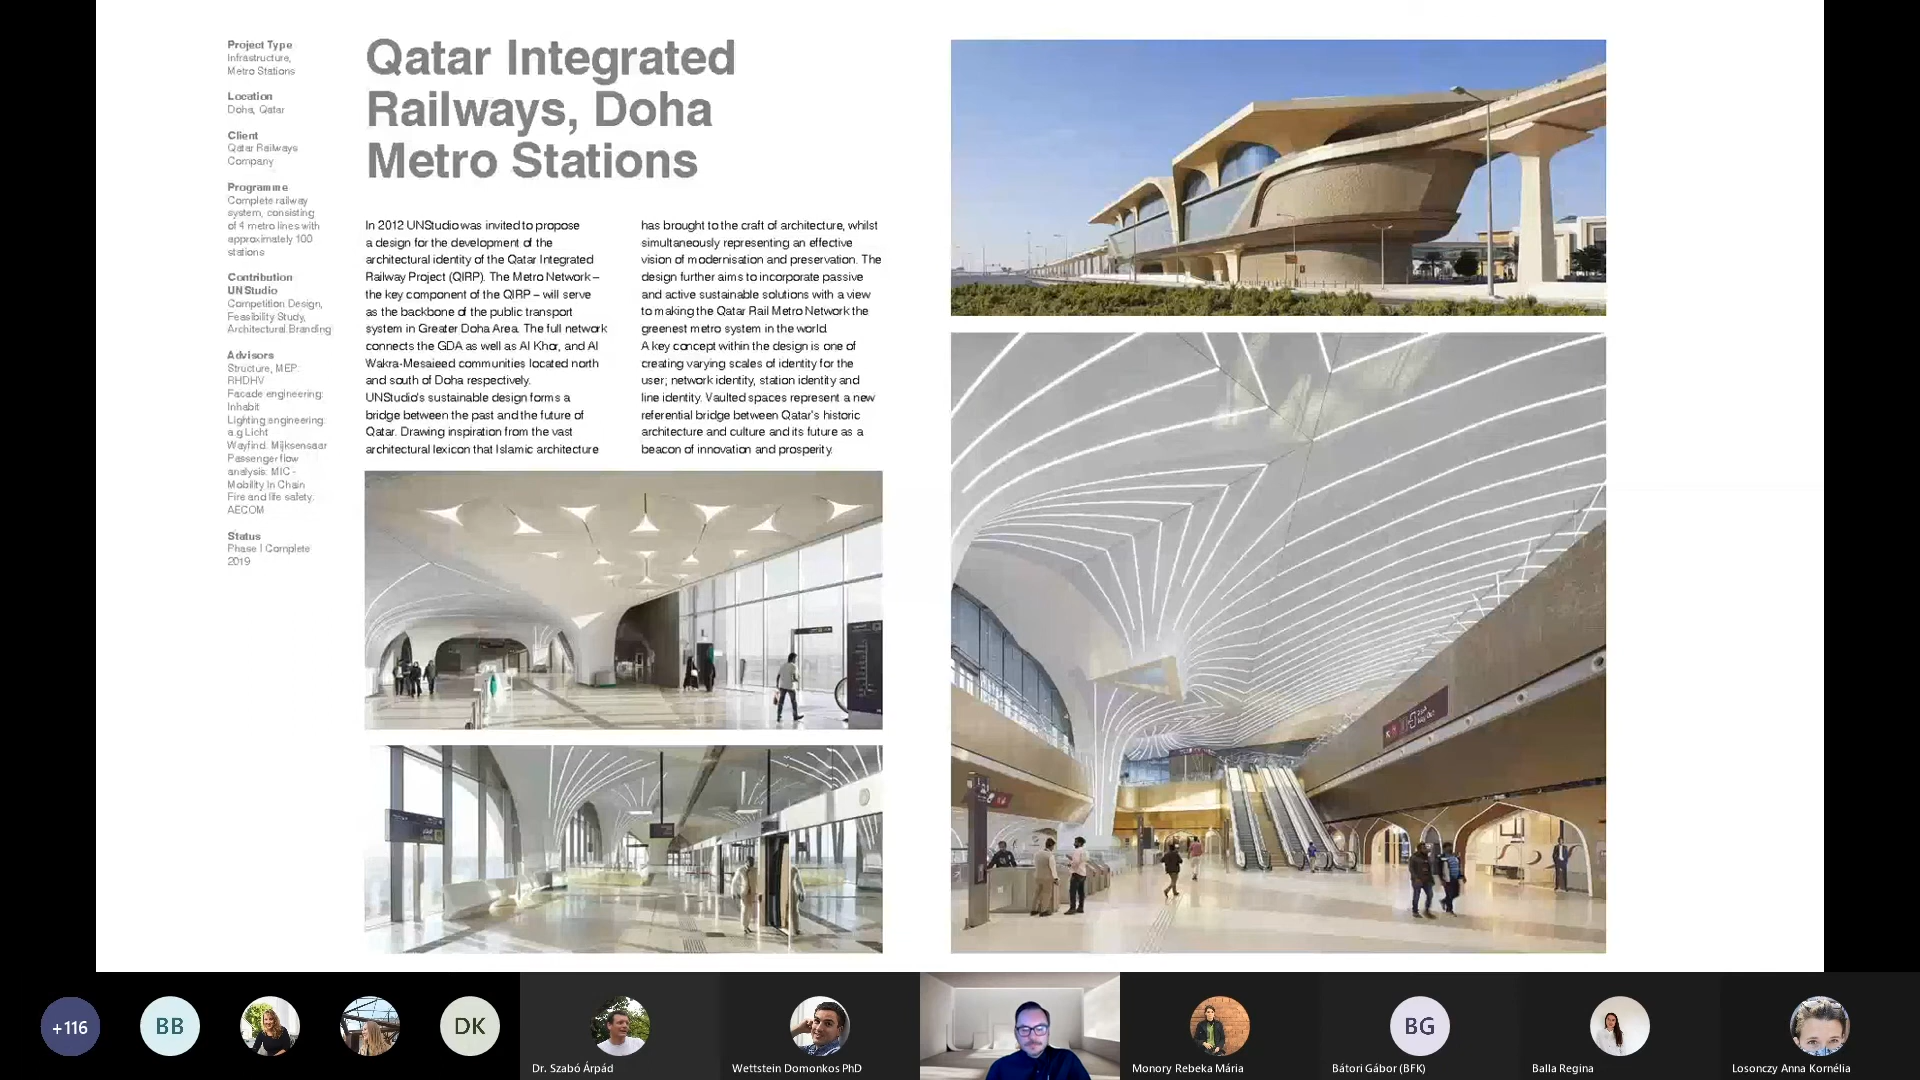 Project Type
Infrastructure,
Metro Stations
Location
Doha, Qatar
Client
Qatar Railways
Company
Programme
Complete railway
system, consisting
of 4 metro lines with
approximately 100
stations
Contribution
UNStudio
Competition Design,
Feasibility Study,
Architectural Branding
Advisors
Structure, MEP:
RHDHV
Facade engineering:
Inhabit
Lighting engineering:
a.g Licht
Wayfind: Mijksenaar
Passenger flow
analysis: MIC -
Mobility In Chain
Fire and life safety:
AECOM
Status
Phase I Complete
2019
Qatar Integrated
Railways, Doha
Metro Stations
In 2012 UNStudio was invited to propose
a design for the development of the
architectural identity of the Qatar Integrated
Railway Project (QIRP). The Metro Network –
the key component of the QIRP – will serve
as the backbone of the public transport
system in Greater Doha Area. The full network
connects the GDA as well as Al Khor, and Al
Wakra-Mesaieed communities located north
and south of Doha respectively.
UNStudio's sustainable design forms a
bridge between the past and the future of
Qatar. Drawing inspiration from the vast
architectural lexicon that Islamic architecture
has brought to the craft of architecture, whilst
simultaneously representing an effective
vision of modernisation and preservation. The
design further aims to incorporate passive
and active sustainable solutions with a view
to making the Qatar Rail Metro Network the
greenest metro system in the world.
A key concept within the design is one of
creating varying scales of identity for the
user; network identity, station identity and
line identity. Vaulted spaces represent a new
referential bridge between Qatar's historic
architecture and culture and its future as a
beacon of innovation and prosperity.
+116
BB
DK
Dr. Szabó Árpád
Wettstein Domonkos PhD
Monory Rebeka Mária
BG
Bátori Gábor (BFK)
Balla Regina
Losonczy Anna Kornélia